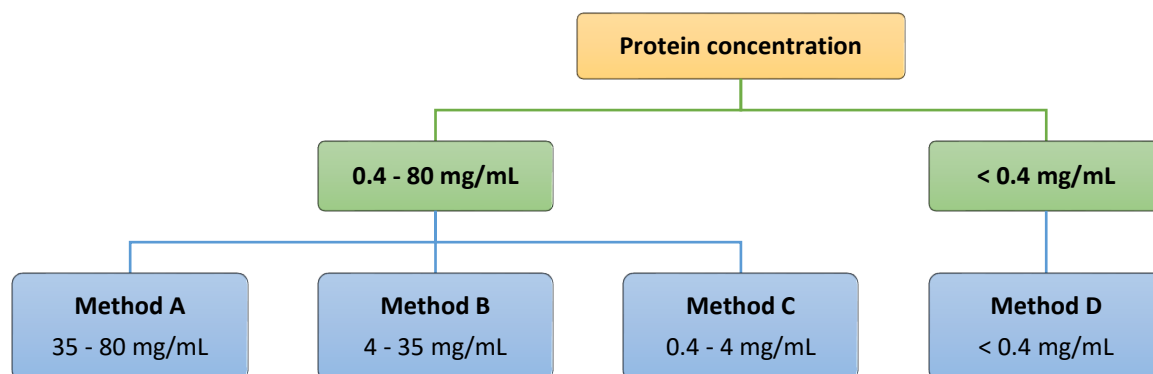 Protein concentration
0.4 - 80 mg/mL
< 0.4 mg/mL
Method A
35 - 80 mg/mL
Method B
4 - 35 mg/mL
Method C
0.4 - 4 mg/mL
Method D
< 0.4 mg/mL